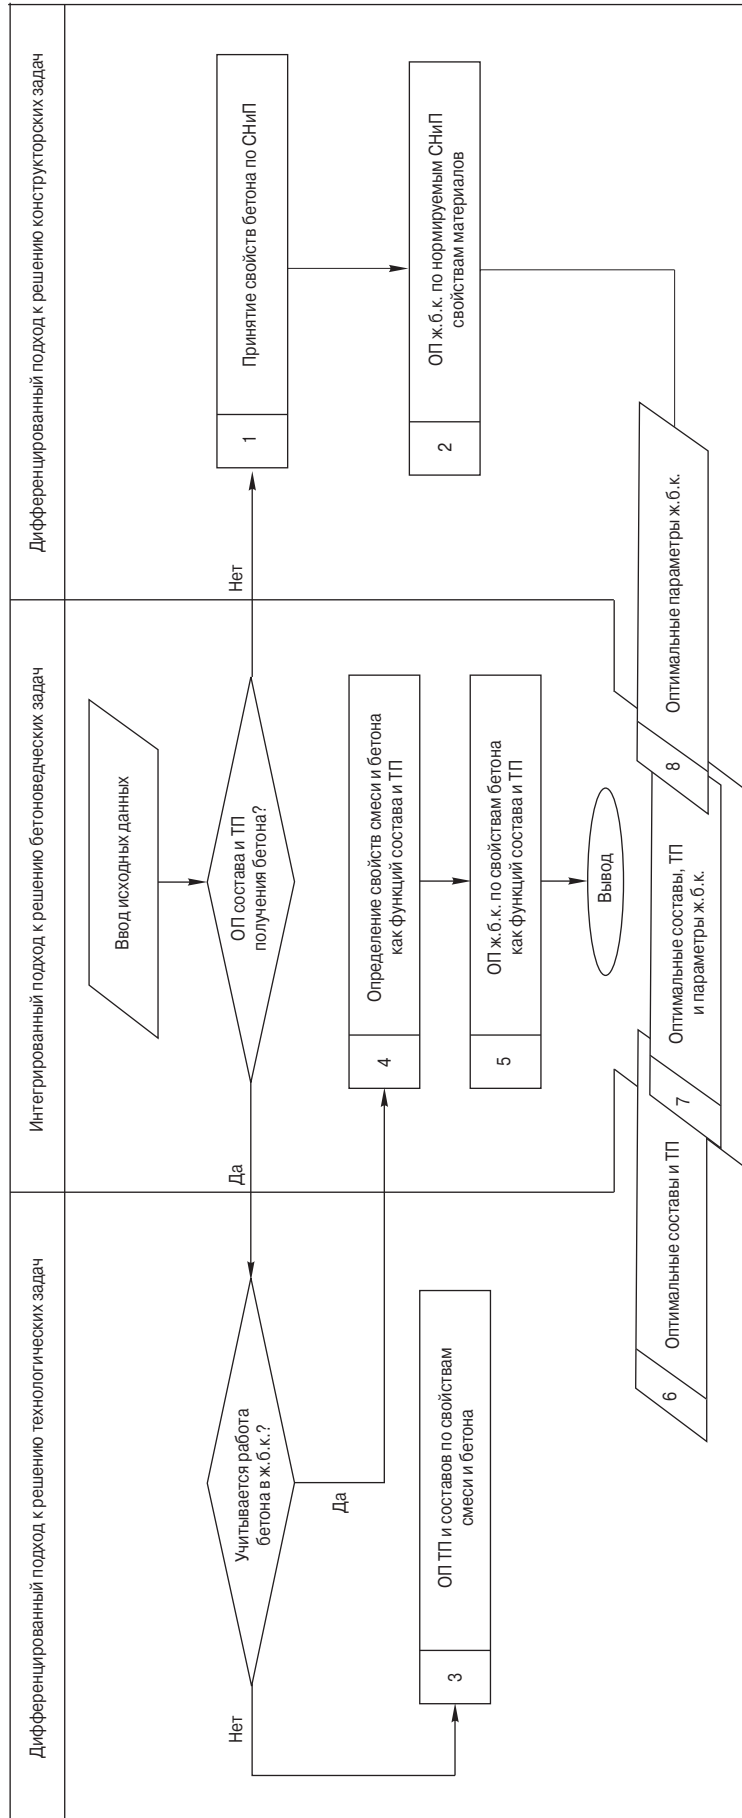 Дифференцированный подход к решению технологических задач
Интегрированный подход к решению бетоноведческих задач
Дифференцированный подход к решению конструкторских задач
Ввод исходных данных
ОП состава и ТП
получения бетона?
Да
Нет
Учитывается работа
бетона в ж.б.к.?
Нет
Да
1
Принятие свойств бетона по СНиП
2
ОП ж.б.к. по нормируемым СНиП
свойствам материалов
3
ОП ТП и составов по свойствам
смеси и бетона
4
Определение свойств смеси и бетона
как функций состава и ТП
5
ОП ж.б.к. по свойствам бетона
как функций состава и ТП
Вывод
6
Оптимальные составы и ТП
7
Оптимальные составы, ТП
и параметры ж.б.к.
8
Оптимальные параметры ж.б.к.